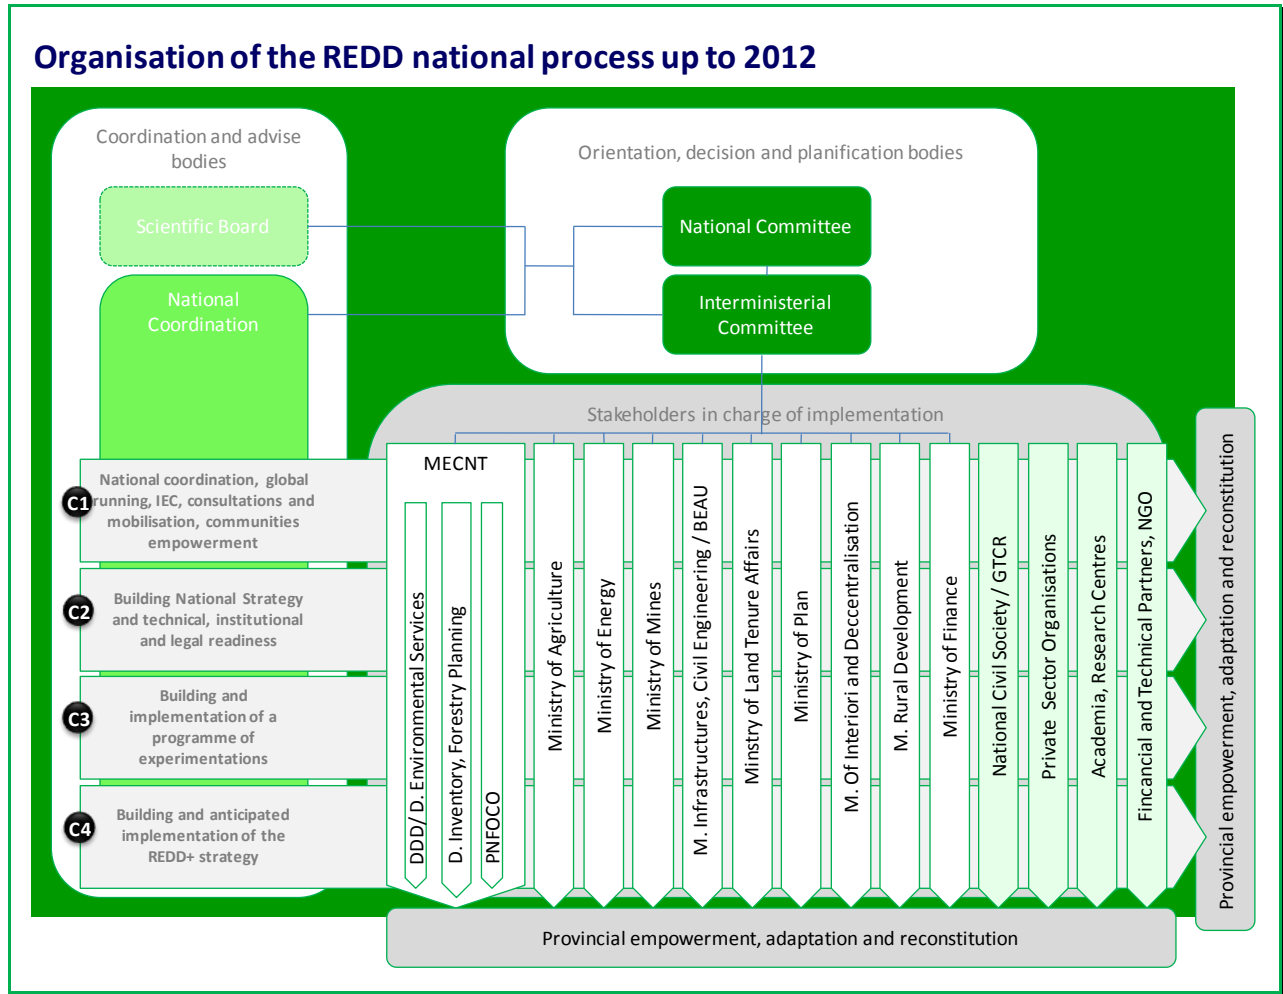 Organisation of the REDD national process up to 2012
Coordination and advise
bodies
Scientific Board
National
Coordination
Orientation, decision and planification bodies
National Committee
Interministerial
Committee
Stakeholders in charge of implementation
C1
National coordination, global
running, IEC, consultations and
mobilisation, communities
empowerment
C2
Building National Strategy
and technical, institutional
and legal readiness
C3
Building and
implementation of a
programme of
experimentations
C4
Building and anticipated
implementation of the
REDD+ strategy
MECNT
DDD/ D. Environmental Services
D. Inventory, Forestry Planning
PNFOCO
Ministry of Agriculture
Ministry of Energy
Ministry of Mines
M. Infrastructures, Civil Engineering / BEAU
Minstry of Land Tenure Affairs
Ministry of Plan
M. Of Interiori and Deccentralisation
M. Rural Development
Ministry of Finance
National Civil Society / GTCR
Private Sector Organisations
Academia, Research Centres
Fincancial and Technical Partners, NGO
Provincial empowerment, adaptation and reconstitution
Provincial empowerment, adaptation and reconstitution